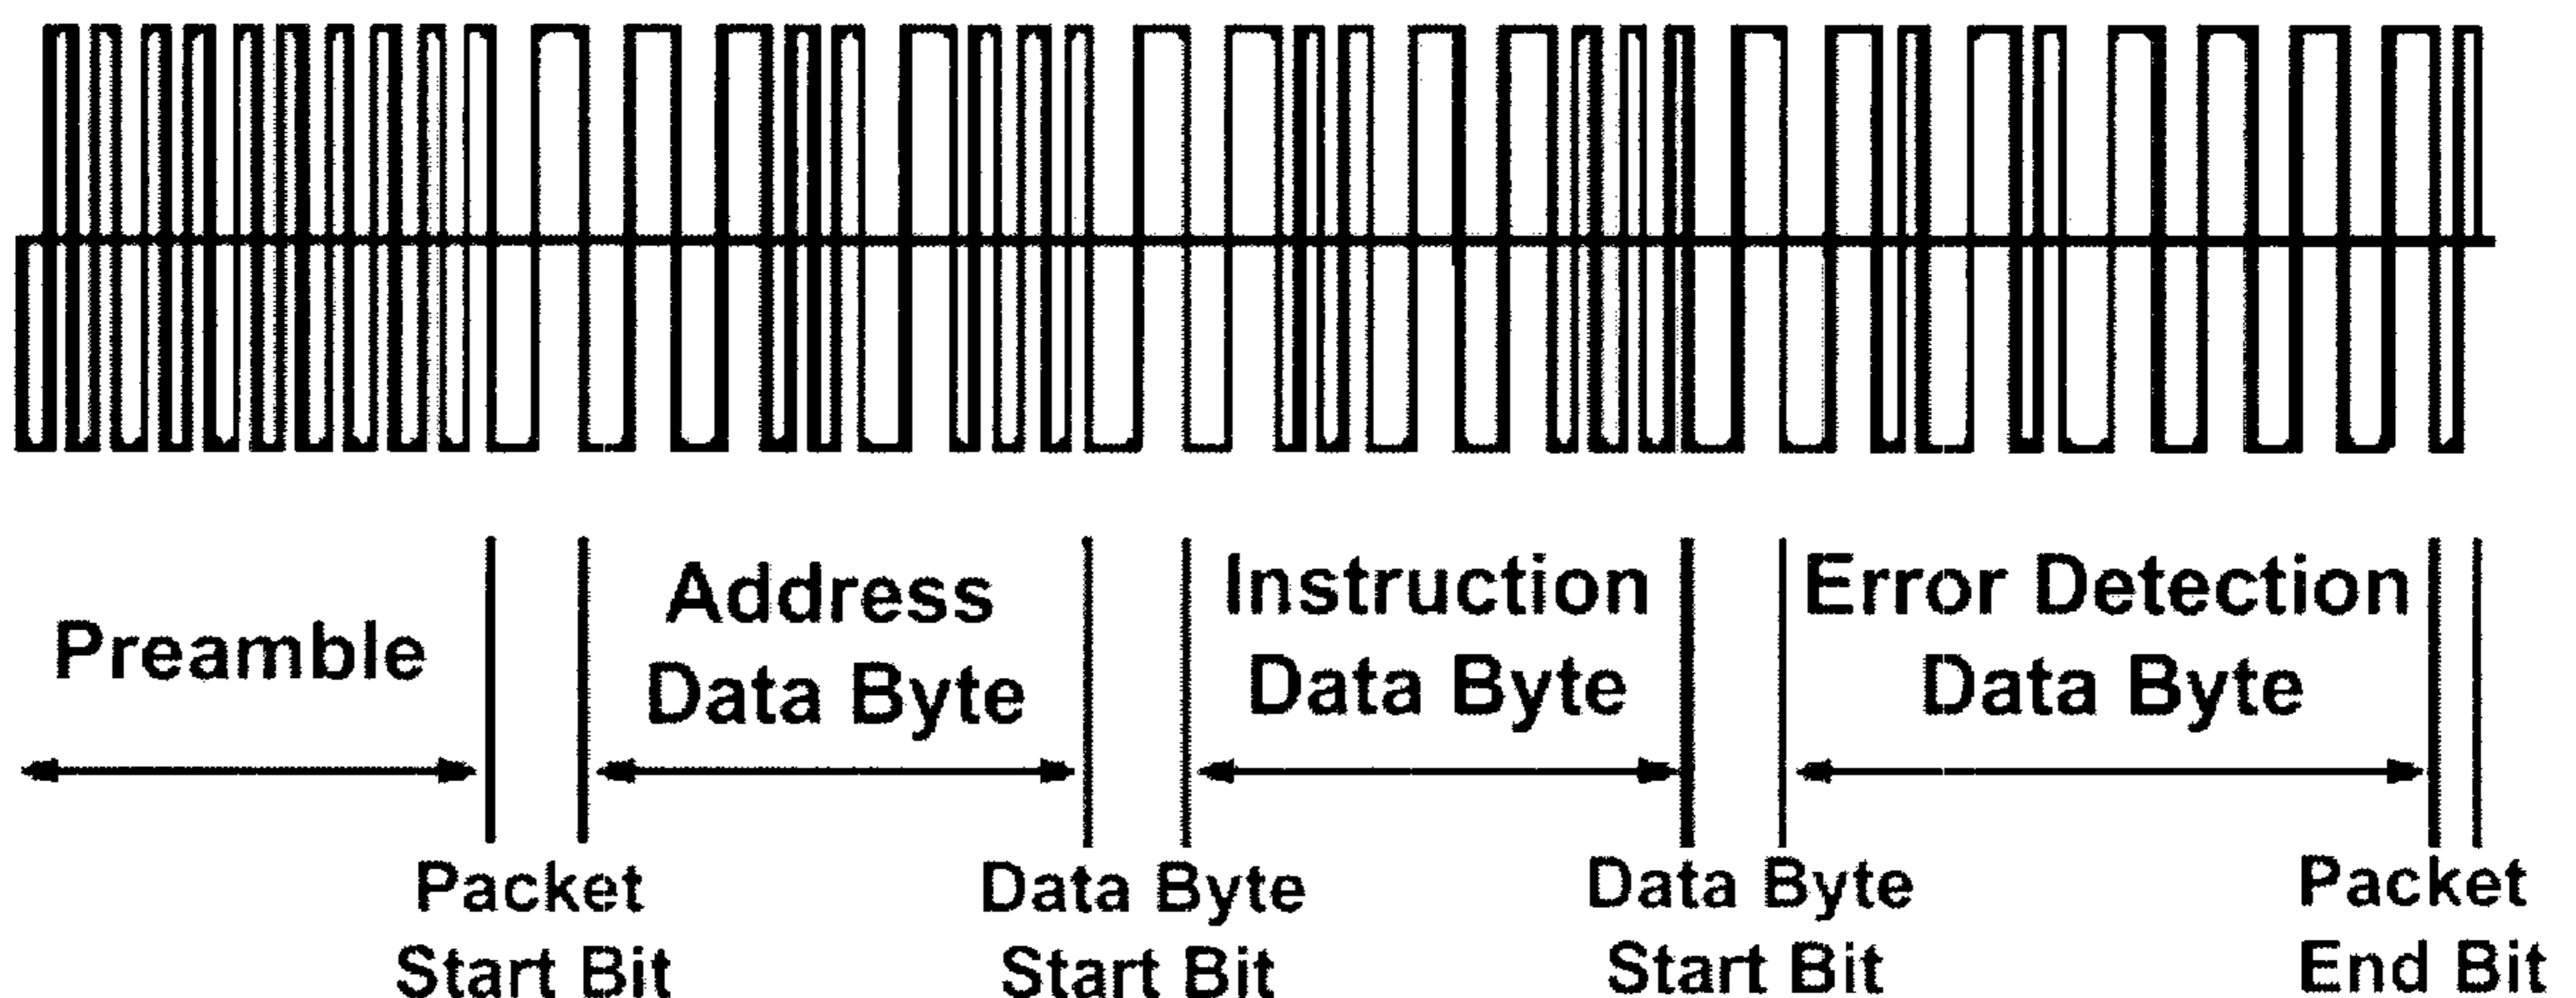 Preamble
Address
Data Byte
Instruction
Data Byte
Error Detection
Data Byte
Packet
Start Bit
Data Byte
Start Bit
Data Byte
Start Bit
Packet
End Bit